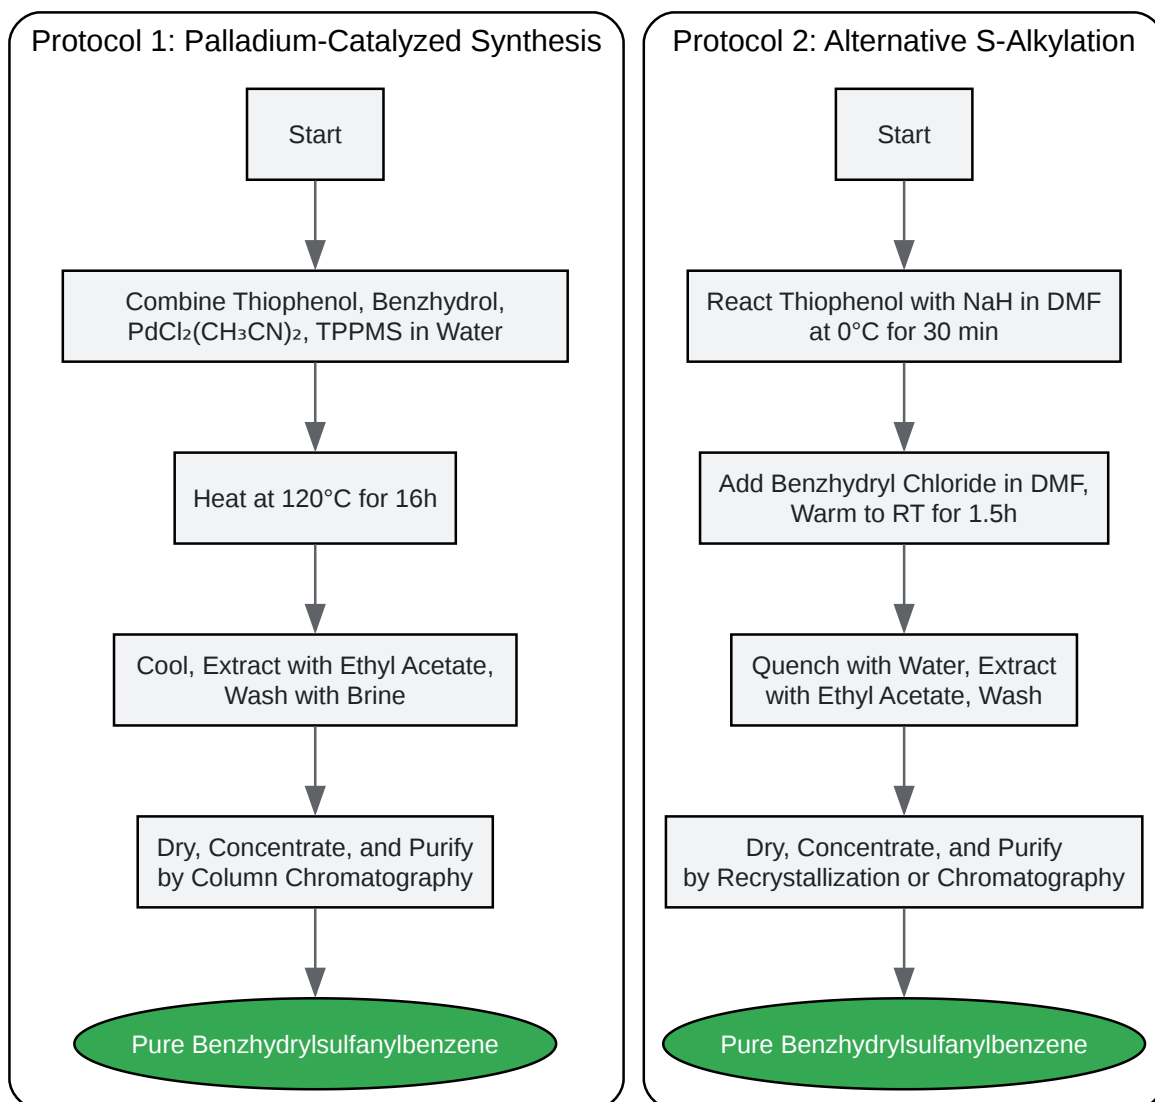 Protocol 1: Palladium-Catalyzed Synthesis
Start
Combine Thiophenol, Benzhydrol,
PdCl₂(CH₃CN)₂, TPPMS in Water
Heat at 120°C for 16h
Cool, Extract with Ethyl Acetate,
Wash with Brine
Dry, Concentrate, and Purify
by Column Chromatography
Pure Benzhydrylsulfanylbenzene
Protocol 2: Alternative S-Alkylation
Start
React Thiophenol with NaH in DMF
at 0°C for 30 min
Add Benzhydryl Chloride in DMF,
Warm to RT for 1.5h
Quench with Water, Extract
with Ethyl Acetate, Wash
Dry, Concentrate, and Purify
by Recrystallization or Chromatography
Pure Benzhydrylsulfanylbenzene